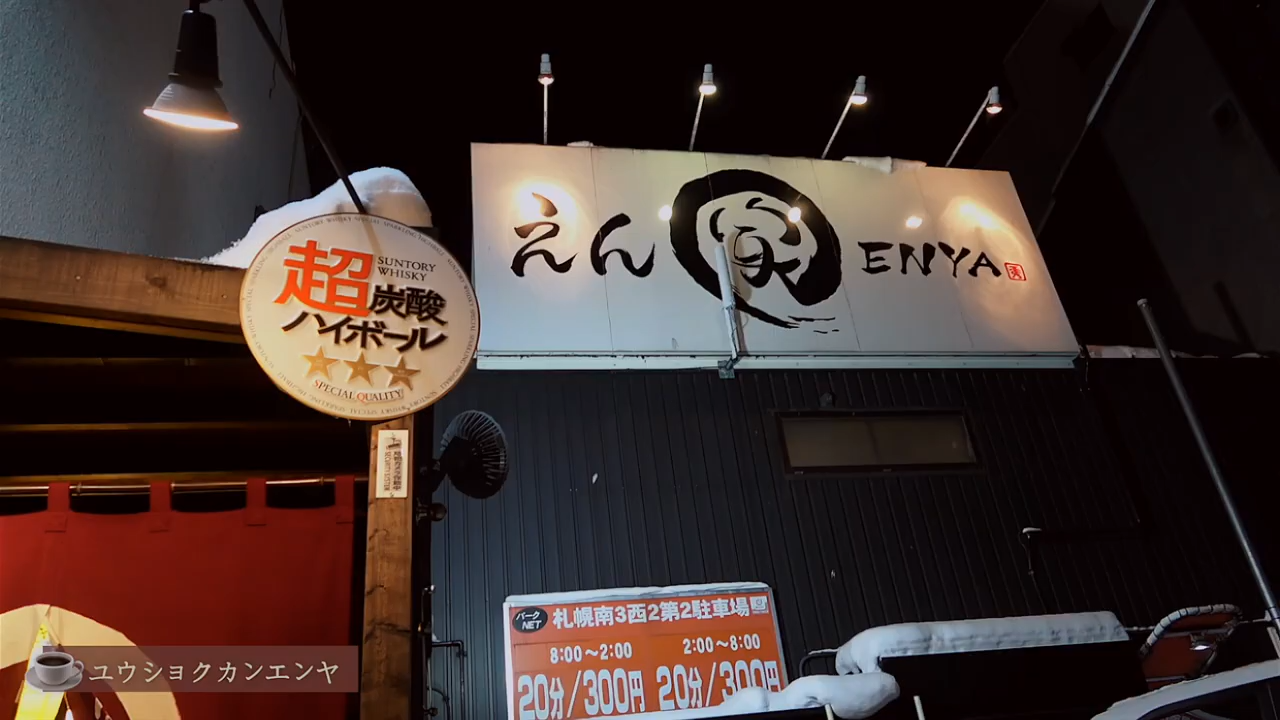 超
SUNTORY
WHISKY
炭酸
ハイボール
SPECIAL QUALITY
えん家 ENYA
パーク
NET
札幌南3西2第2駐車場
8:00～2:00
2:00～8:00
20分/300円
20分/300円
ユウショクカンエンヤ